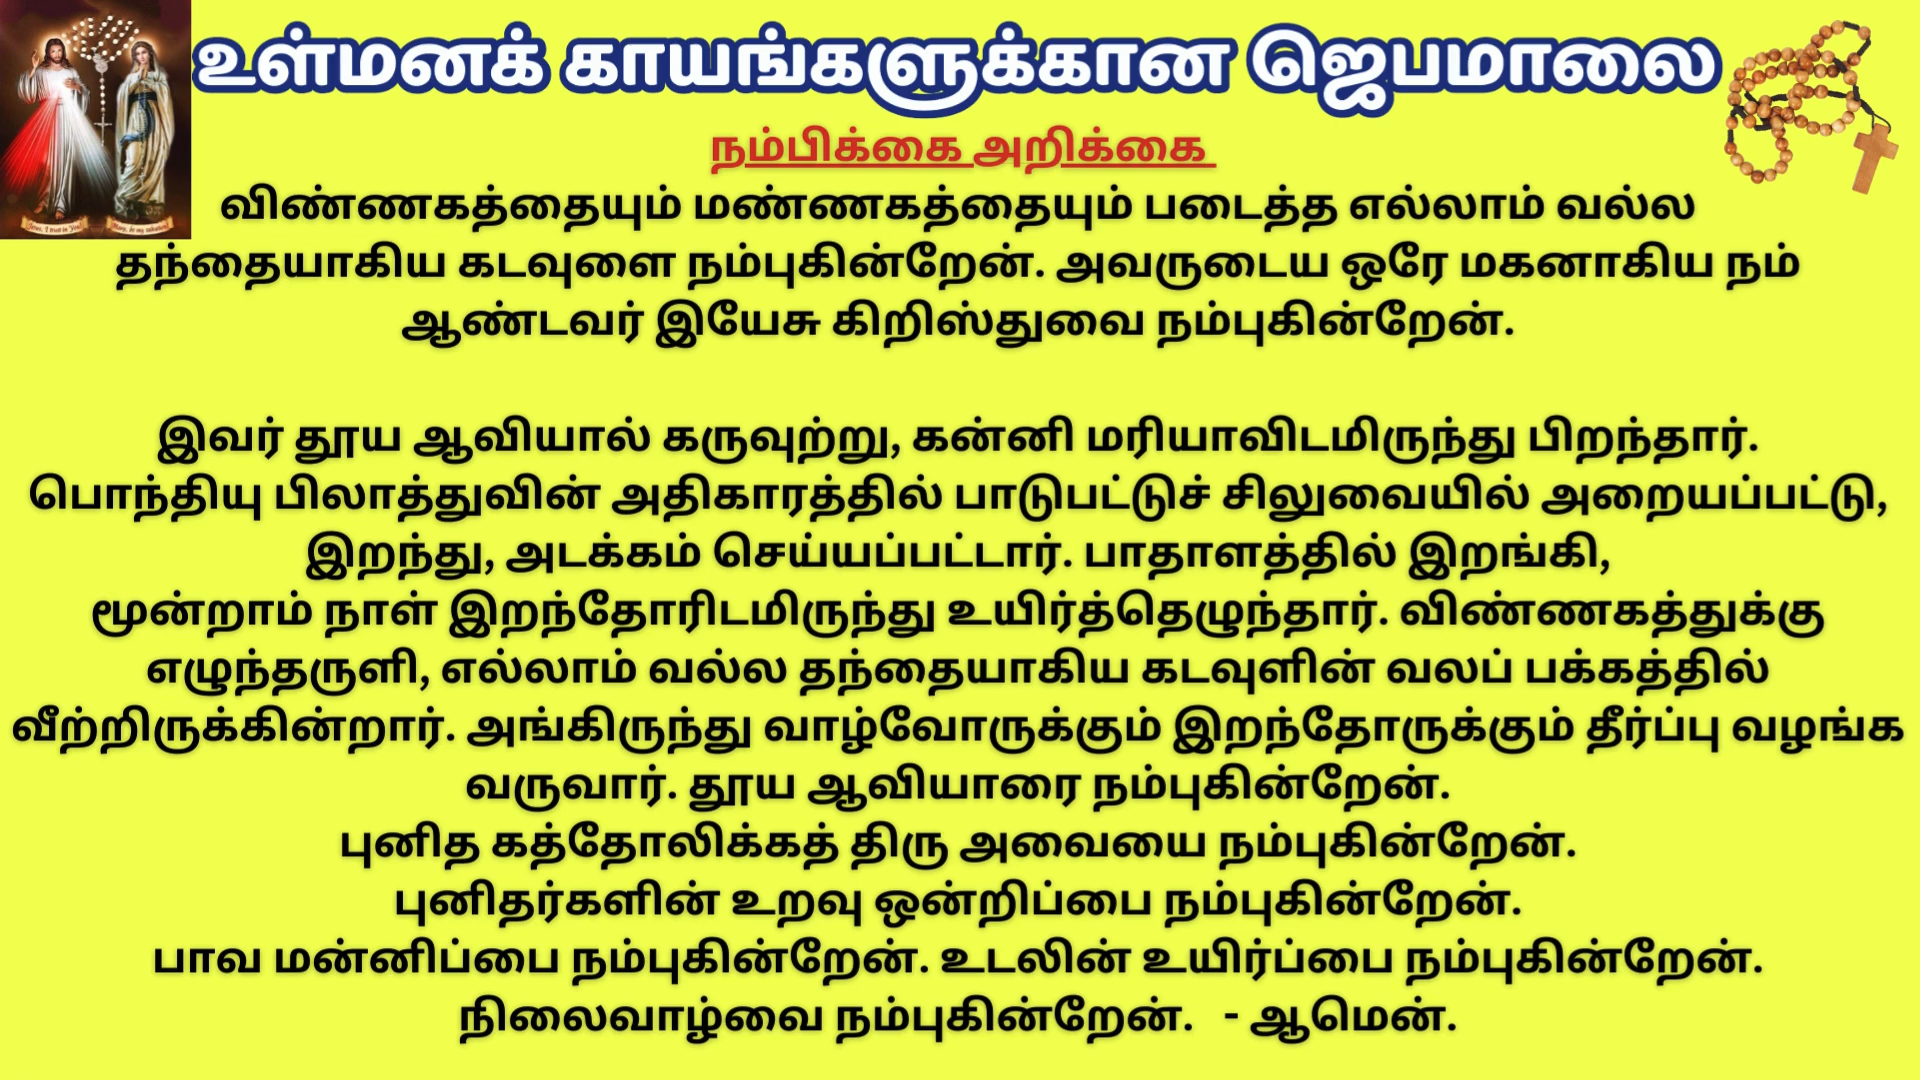 உள்மனக் காயங்களுக்கான ஜெபமாலை
நம்பிக்கை அறிக்கை
விண்ணகத்தையும் மண்ணகத்தையும் படைத்த எல்லாம் வல்ல
தந்தையாகிய கடவுளை நம்புகின்றேன். அவருடைய ஒரே மகனாகிய நம்
ஆண்டவர் இயேசு கிறிஸ்துவை நம்புகின்றேன்.
இவர் தூய ஆவியால் கருவுற்று, கன்னி மரியாவிடமிருந்து பிறந்தார்.
பொந்தியு பிலாத்துவின் அதிகாரத்தில் பாடுபட்டுச் சிலுவையில் அறையப்பட்டு,
இறந்து, அடக்கம் செய்யப்பட்டார். பாதாளத்தில் இறங்கி,
மூன்றாம் நாள் இறந்தோரிடமிருந்து உயிர்த்தெழுந்தார். விண்ணகத்துக்கு
எழுந்தருளி, எல்லாம் வல்ல தந்தையாகிய கடவுளின் வலப் பக்கத்தில்
வீற்றிருக்கின்றார். அங்கிருந்து வாழ்வோருக்கும் இறந்தோருக்கும் தீர்ப்பு வழங்க
வருவார். தூய ஆவியாரை நம்புகின்றேன்.
புனித கத்தோலிக்கத் திரு அவையை நம்புகின்றேன்.
புனிதர்களின் உறவு ஒன்றிப்பை நம்புகின்றேன்.
பாவ மன்னிப்பை நம்புகின்றேன். உடலின் உயிர்ப்பை நம்புகின்றேன்.
நிலைவாழ்வை நம்புகின்றேன். - ஆமென்.
Jesus, I trust in You!